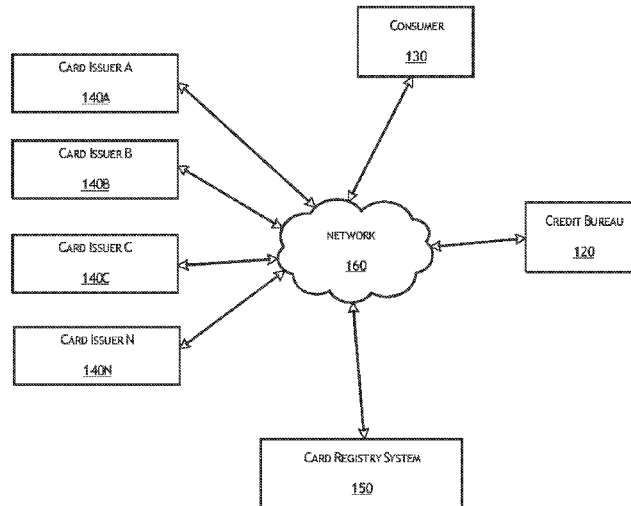 CARD ISSUER A
140A
CONSUMER
130
CARD ISSUER B
140B
CARD ISSUER C
140C
NETWORK
160
CREDIT BUREAU
120
CARD ISSUER N
140N
CARD REGISTRY SYSTEM
150